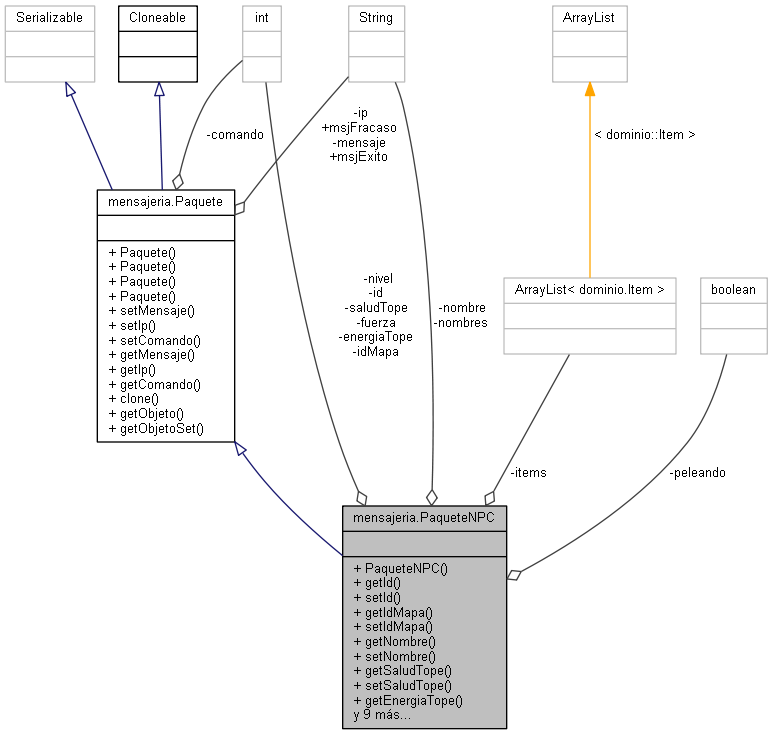 Serializable
Cloneable
int
String
ArrayList
-comando
-ip
+msjFracaso
-mensaje
+msjExito
< dominio::Item >
mensajeria.Paquete
+ Paquete()
+ Paquete()
+ Paquete()
+ Paquete()
+ setMensaje()
+ setIp()
+ setComando()
+ getMensaje()
+ getIp()
+ getComando()
+ clone()
+ getObjeto()
+ getObjetoSet()
-nivel
-id
-saludTope
-fuerza
-energiaTope
-idMapa
-nombre
-nombres
ArrayList< dominio.Item >
boolean
-items
-peleando
mensajeria.PaqueteNPC
+ PaqueteNPC()
+ getId()
+ setId()
+ getIdMapa()
+ setIdMapa()
+ getNombre()
+ setNombre()
+ getSaludTope()
+ setSaludTope()
+ getEnergiaTope()
y 9 más...